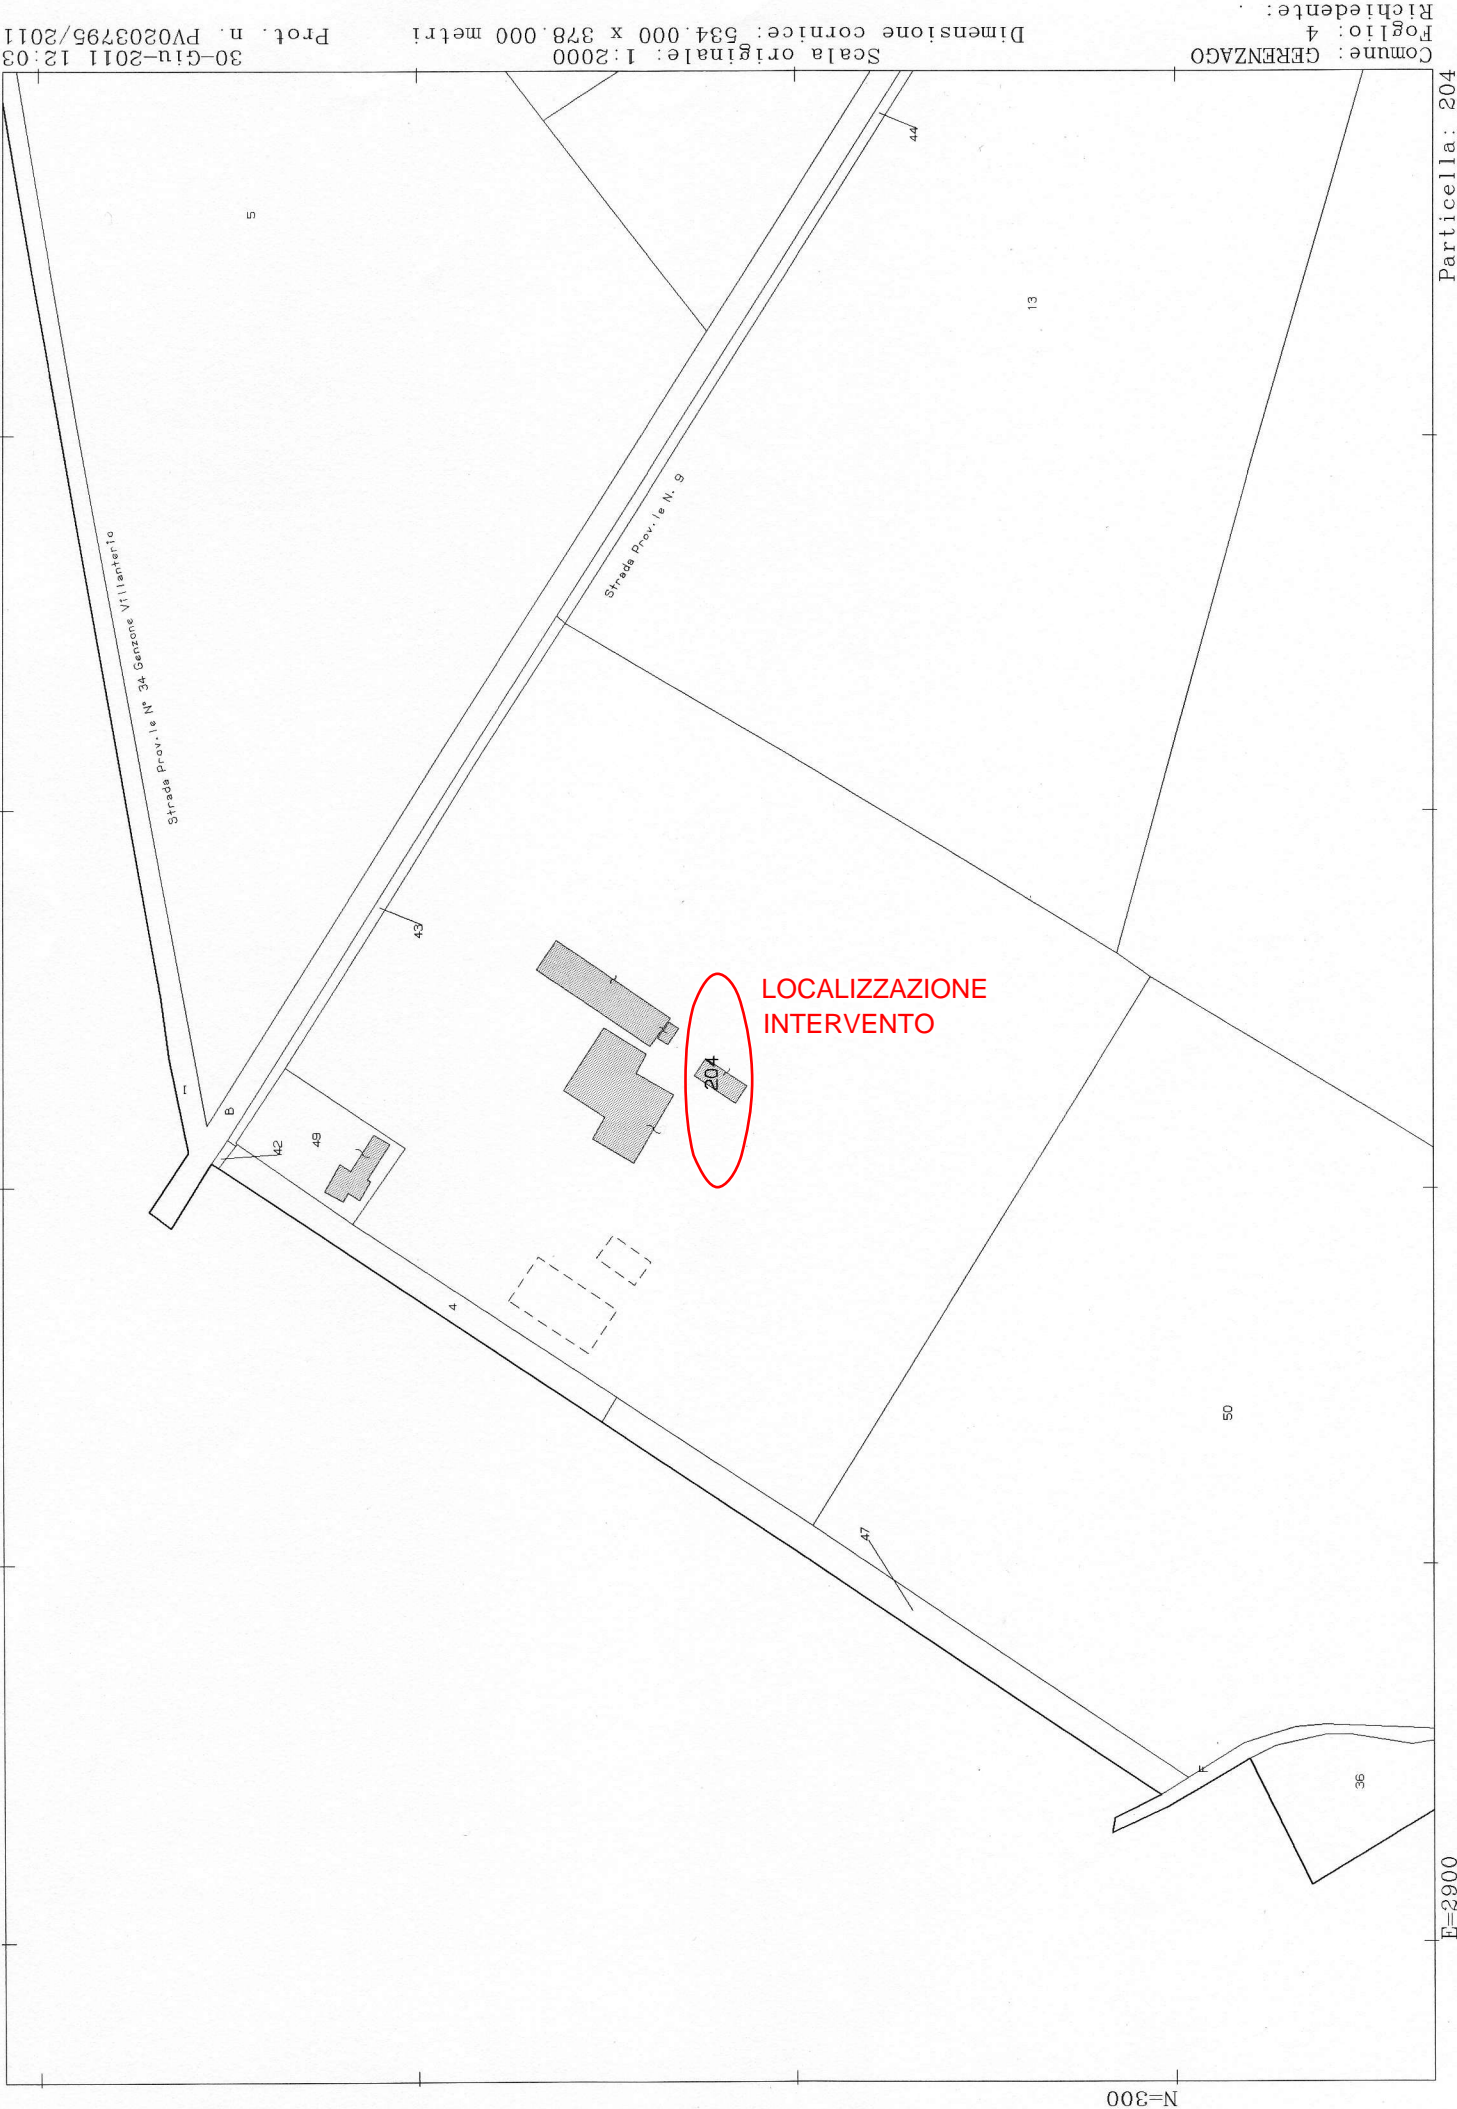 Comune: GERENZAGO
Foglio: 4
Richiedente: .
Scala originale: 1:2000
Dimensione cornice: 534.000 x 378.000 metri
30-Giu-2011 12:03
Prot. n. PV0203795/2011
Particella: 204
44
5
13
Strada Prov.le N. 9
Strada Prov.le N° 34 Genzone Villanterio
43
LOCALIZZAZIONE
INTERVENTO
204
I
B
42
49
4
50
47
F
36
E=2900
N=300